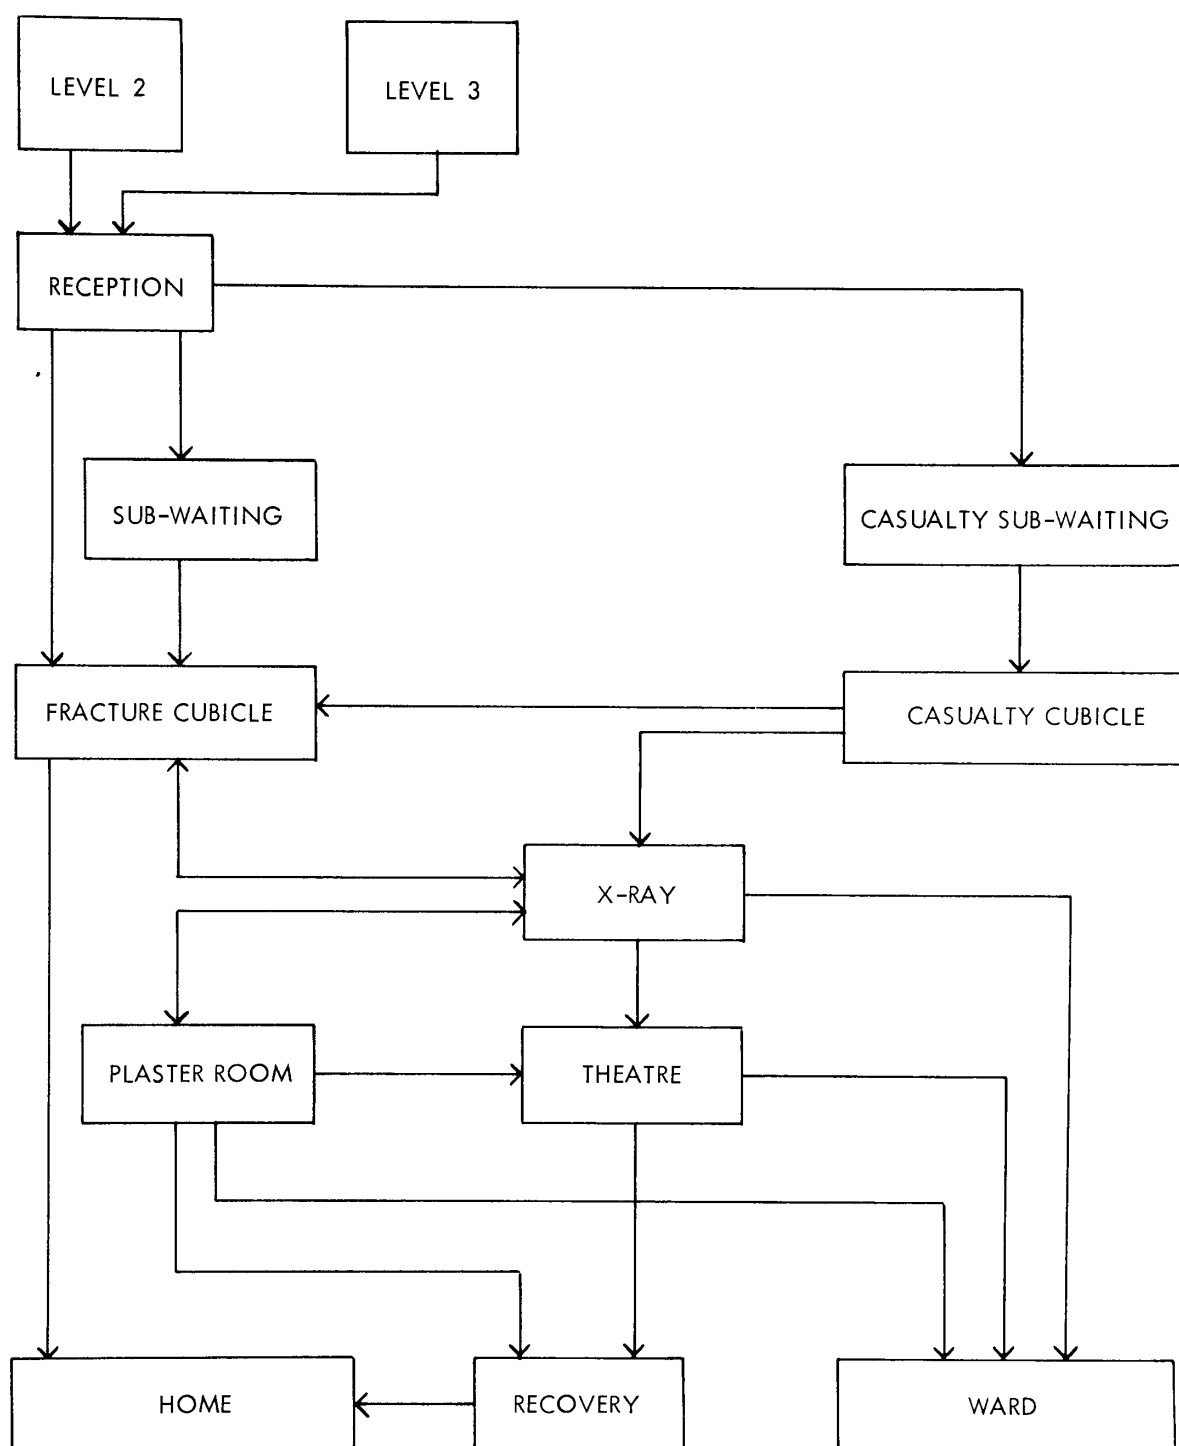 LEVEL 2
LEVEL 3
RECEPTION
SUB-WAITING
CASUALTY SUB-WAITING
FRACTURE CUBICLE
CASUALTY CUBICLE
X-RAY
PLASTER ROOM
THEATRE
HOME
RECOVERY
WARD